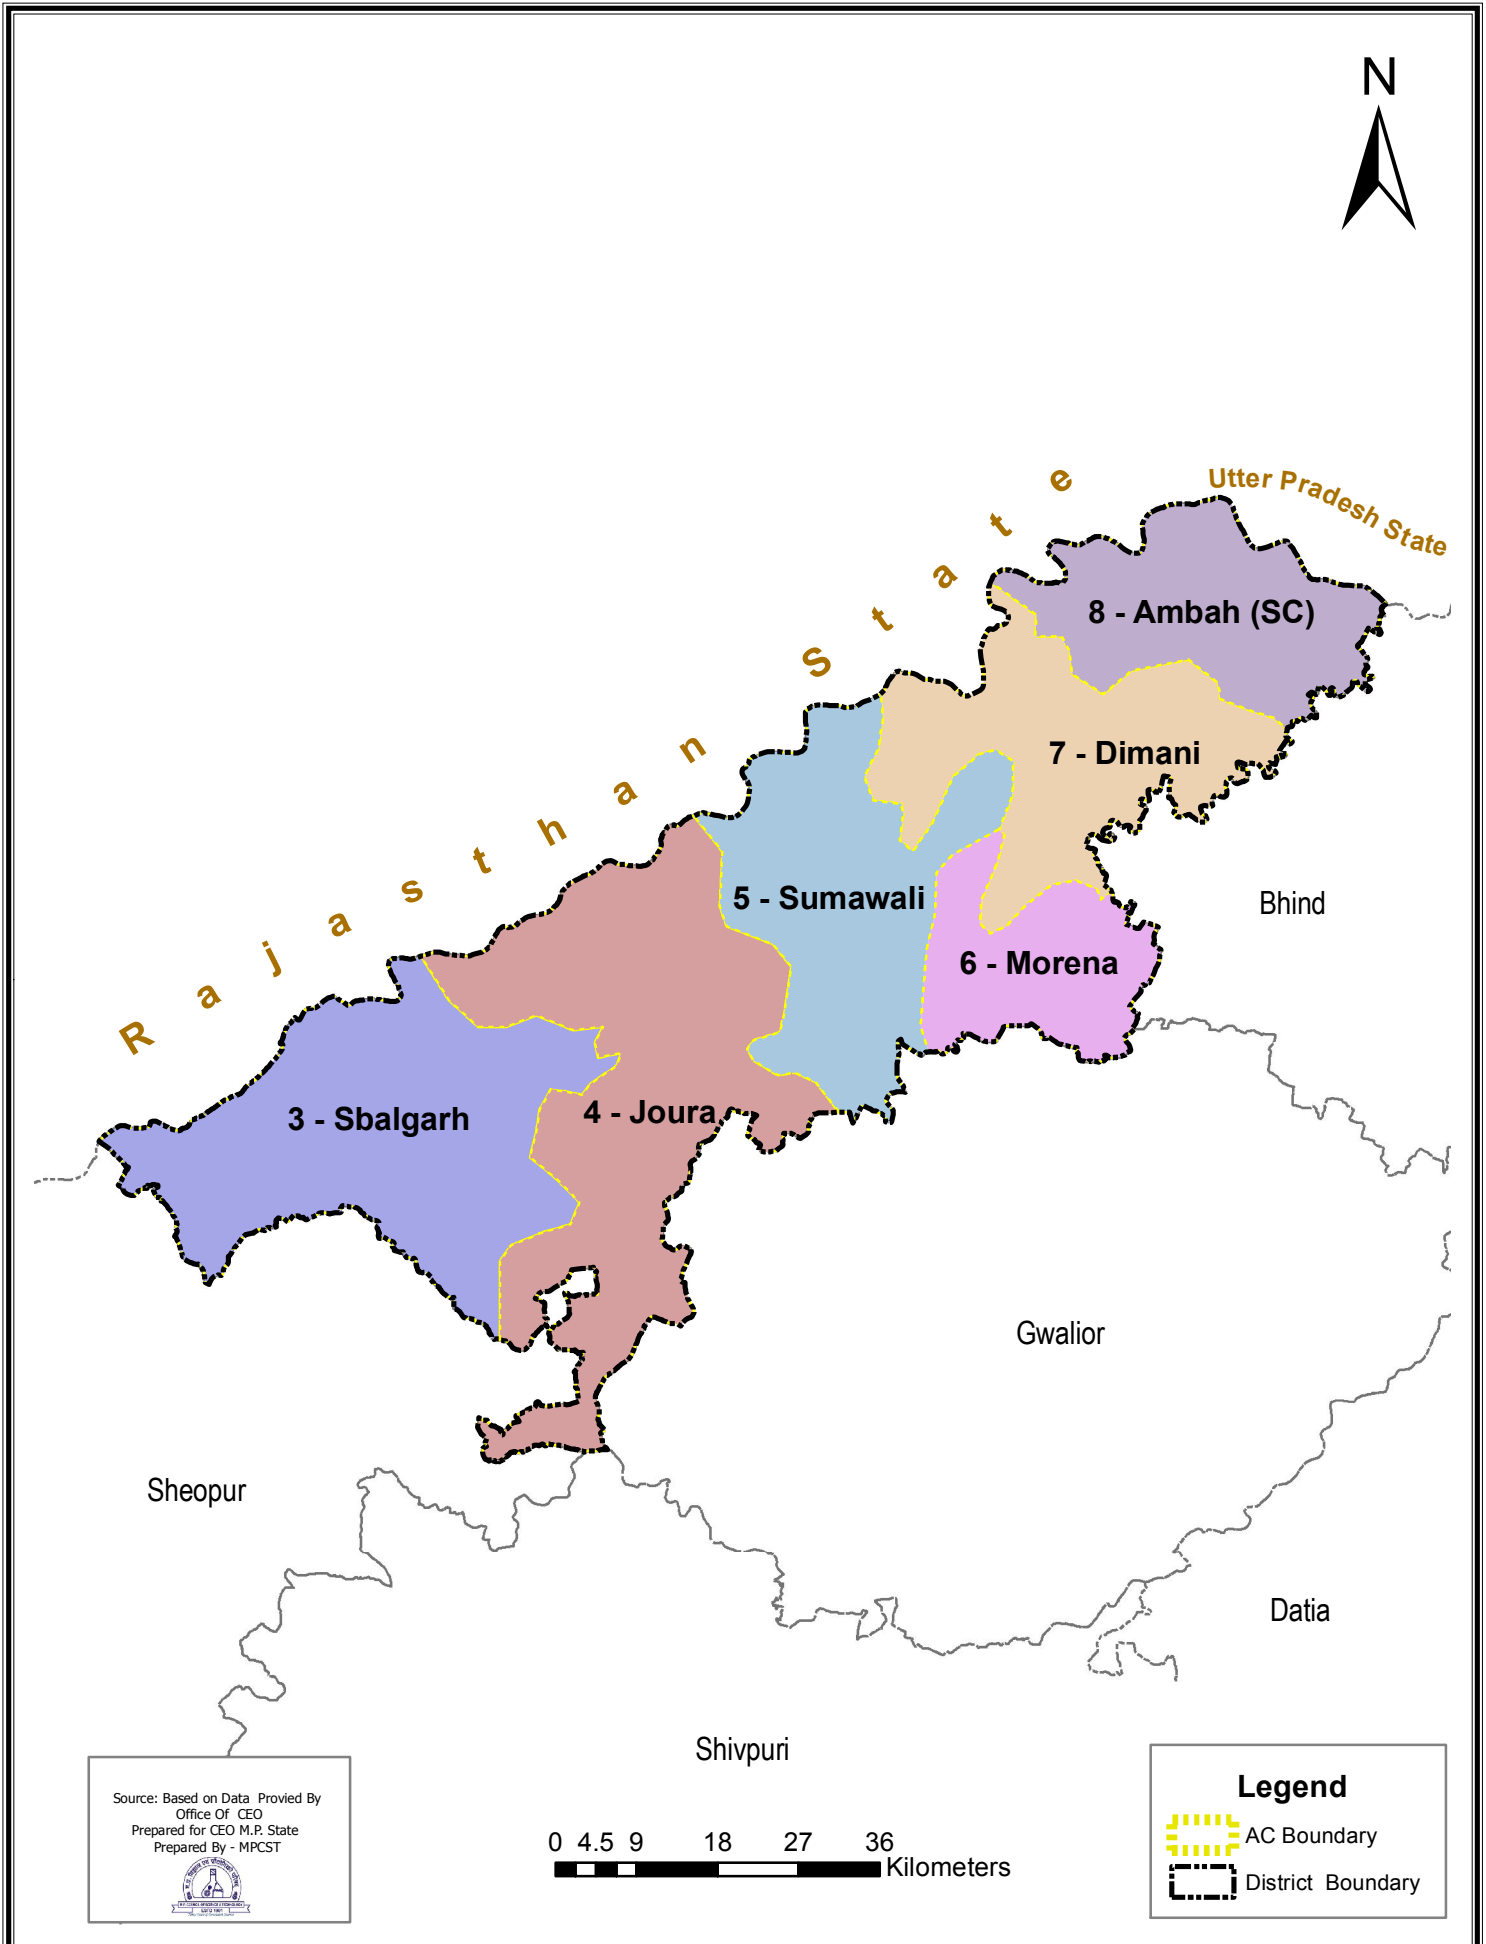 N
Utter Pradesh State
Rajasthan State
8 - Ambah (SC)
7 - Dimani
5 - Sumawali
Bhind
6 - Morena
3 - Sbalgarh
4 - Joura
Gwalior
Sheopur
Datia
Shivpuri
Source: Based on Data Provied By
Office Of CEO
Prepared for CEO M.P. State
Prepared By - MPCST
0 4.5 9 18 27 36
Kilometers
Legend
AC Boundary
District Boundary